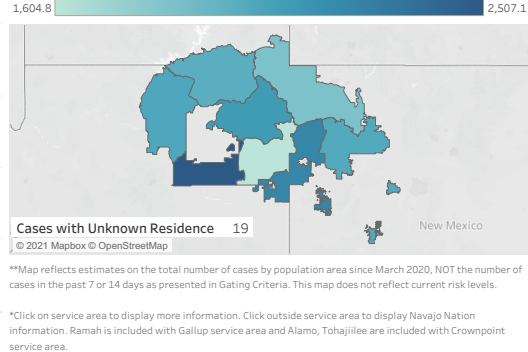 1,604.8
2,507.1
New Mexico
Cases with Unknown Residence 19
© 2021 Mapbox © OpenStreetMap
**Map reflects estimates on the total number of cases by population area since March 2020, NOT the number of
cases in the past 7 or 14 days as presented in Gating Criteria. This map does not reflect current risk levels.
*Click on service area to display more information. Click outside service area to display Navajo Nation
information. Ramah is included with Gallup service area and Alamo, Tohajiilee are included with Crownpoint
service area.